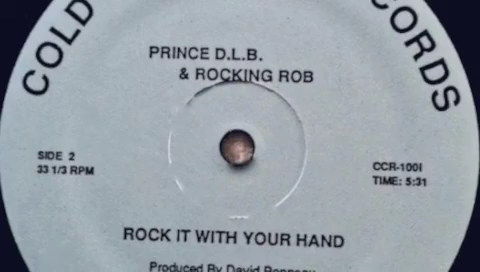 COLD
CORDS
PRINCE D.L.B.
& ROCKING ROB
SIDE 2
33 1/3 RPM
CCR-1001
TIME: 5:31
ROCK IT WITH YOUR HAND
Produced By David